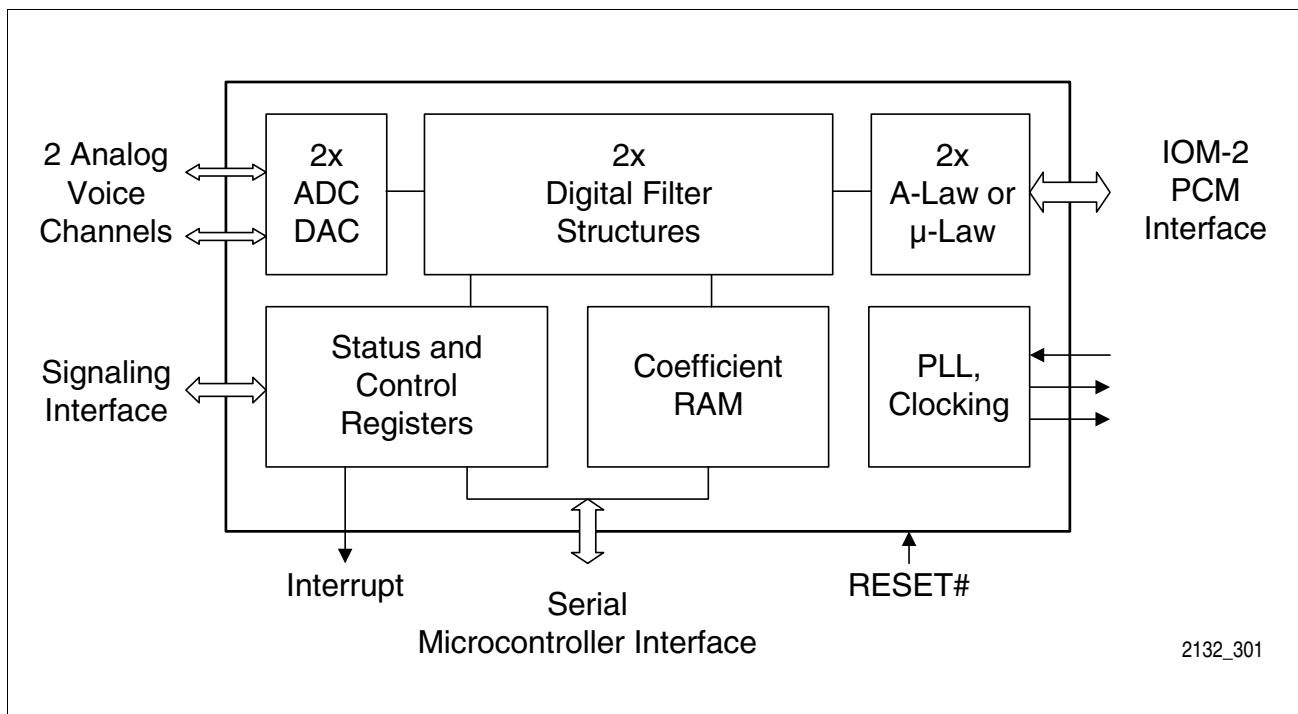 2 Analog
Voice
Channels
2x
ADC
DAC
2x
Digital Filter
Structures
2x
A-Law or
µ-Law
IOM-2
PCM
Interface
Signaling
Interface
Status and
Control
Registers
Coefficient
RAM
PLL,
Clocking
Interrupt
Serial
Microcontroller Interface
RESET#
2132_301